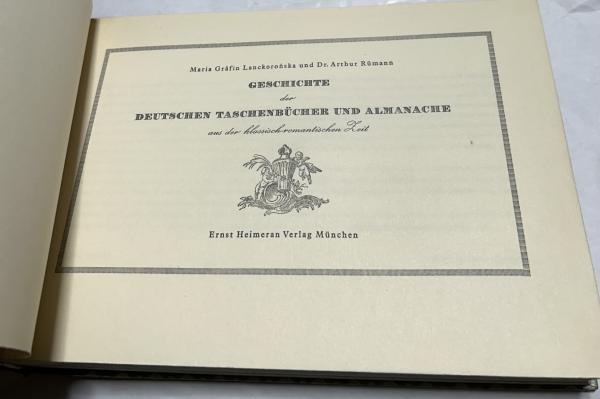 Maria Gräfin Lanckorońska und Dr. Arthur Rümann
GESCHICHTE
der
DEUTSCHEN TASCHENBÜCHER UND ALMANACHE
aus der klassisch-romantischen Zeit
Ernst Heimeran Verlag München